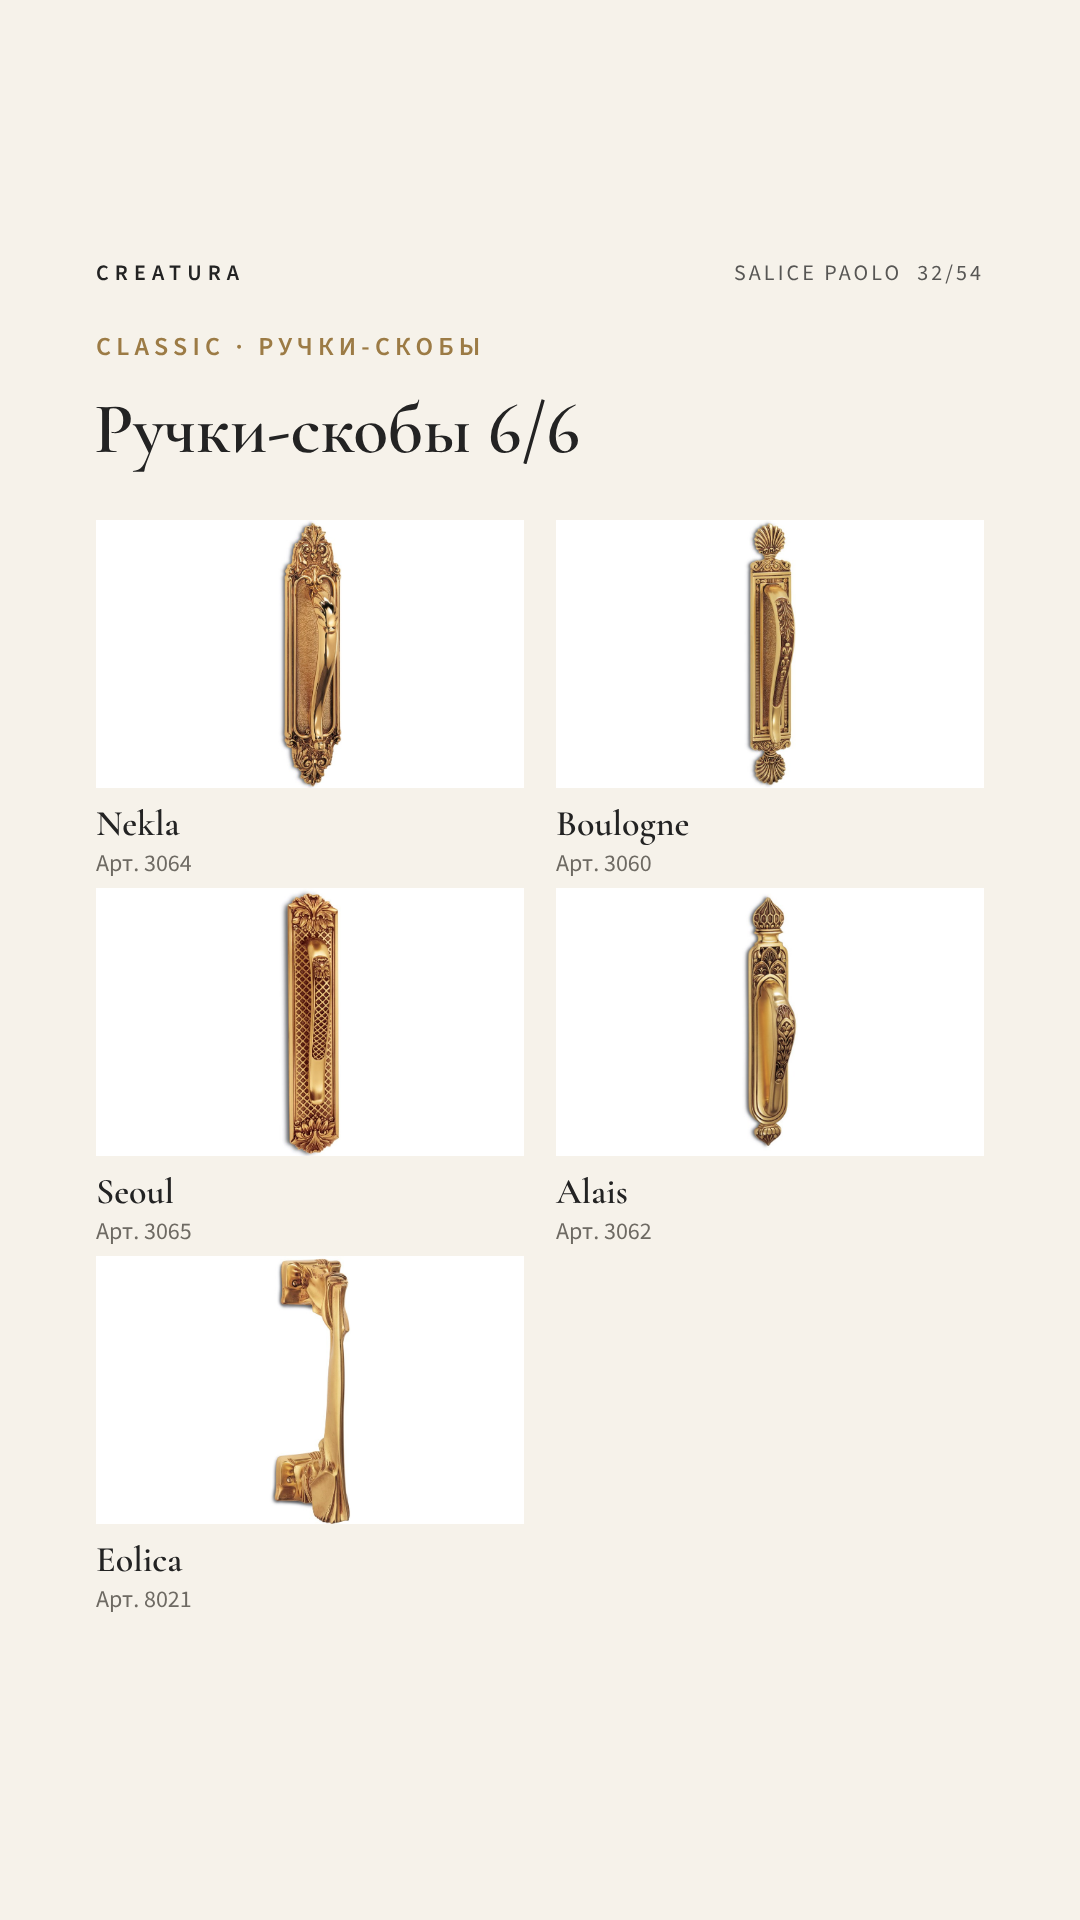 CREATURA
SALICE PAOLO 32/54
CLASSIC · РУЧКИ-СКОБЫ
Ручки-скобы 6/6
Nekla
Арт. 3064
Boulogne
Арт. 3060
Seoul
Арт. 3065
Alais
Арт. 3062
Eolica
Арт. 8021